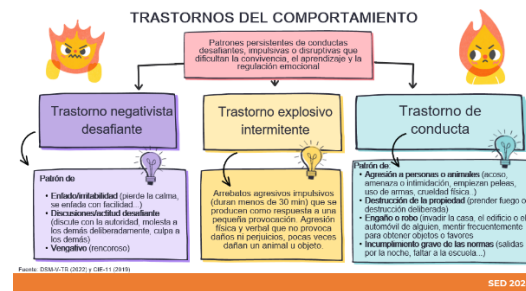 TRASTORNOS DEL COMPORTAMIENTO
Patrones persistentes de conductas
desafiantes, impulsivas o disruptivas que
dificultan la convivencia, el aprendizaje y la
regulación emocional
Trastorno negativista
desafiante
Patrón de
• Enfado/irritabilidad (pierde la calma,
se enfada con facilidad...)
• Discusiones/actitud desafiante
(discute con la autoridad, molesta a
los demás deliberadamente, culpa a
los demás)
• Vengativo (rencoroso)
Trastorno explosivo
intermitente
Arrebatos agresivos impulsivos
(duran menos de 30 min) que se
producen como respuesta a una
pequeña provocación. Agresión
física y verbal que no provoca
daños ni perjuicios, pocas veces
dañan un animal u objeto.
Trastorno de
conducta
Patrón de:
• Agresión a personas o animales (acoso,
amenaza o intimidación, empiezan peleas,
uso de armas, crueldad física...)
• Destrucción de la propiedad (prender fuego o
destrucción deliberada)
• Engaño o robo (invadir la casa, el edificio o el
automóvil de alguien, mentir frecuentemente
para obtener objetos o favores
• Incumplimiento grave de las normas (salidas
por la noche, faltar a la escuela...)
Fuente: DSM-V-TR (2022) y CIE-11 (2019)
SED 202